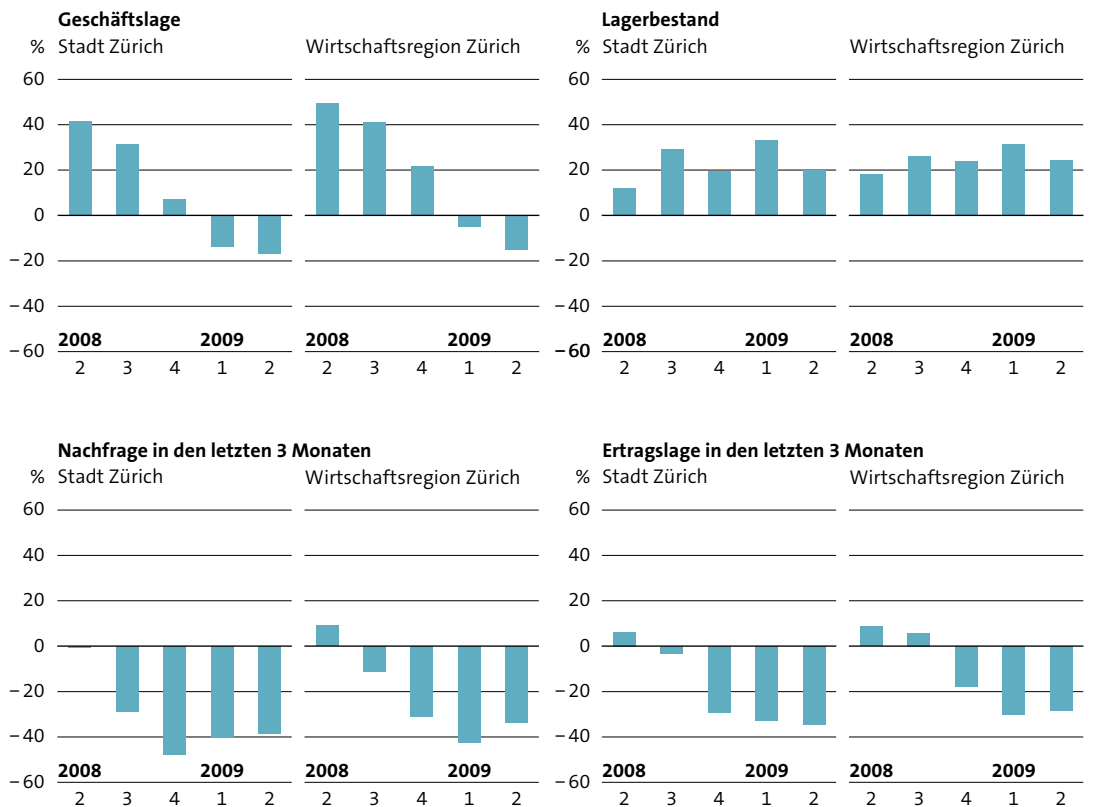 Geschäftslage
% Stadt Zürich Wirtschaftsregion Zürich
60
40
20
0
– 20
– 40
2008 2009 2008 2009
– 60
2 3 4 1 2 2 3 4 1 2
Lagerbestand
% Stadt Zürich Wirtschaftsregion Zürich
60
40
20
0
– 20
– 40
2008 2009 2008 2009
– 60
2 3 4 1 2 2 3 4 1 2
Nachfrage in den letzten 3 Monaten
% Stadt Zürich Wirtschaftsregion Zürich
60
40
20
0
– 20
– 40
2008 2009 2008 2009
– 60
2 3 4 1 2 2 3 4 1 2
Ertragslage in den letzten 3 Monaten
% Stadt Zürich Wirtschaftsregion Zürich
60
40
20
0
– 20
– 40
2008 2009 2008 2009
– 60
2 3 4 1 2 2 3 4 1 2